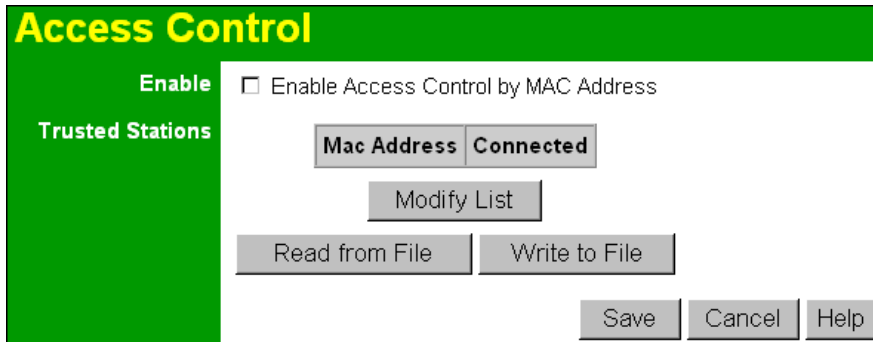 Access Control
Enable
Enable Access Control by MAC Address
Trusted Stations
Mac Address Connected
Modify List
Read from File Write to File
Save Cancel Help